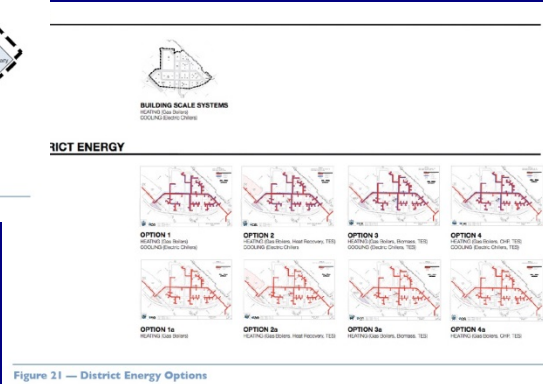 BUILDING SCALE SYSTEMS
HEATING (Gas Boilers)
COOLING (Electric Chillers)
RICT ENERGY
OPTION 1
HEATING (Gas Boilers)
COOLING (Electric Chillers)
OPTION 2
HEATING (Gas Boilers, Heat Recovery, TES)
COOLING (Electric Chillers)
OPTION 3
HEATING (Gas Boilers, Biomass, TES)
COOLING (Electric Chillers, TES)
OPTION 4
HEATING (Gas Boilers, CHP, TES)
COOLING (Electric Chillers, TES)
OPTION 1a
HEATING (Gas Boilers)
OPTION 2a
HEATING (Gas Boilers, Heat Recovery, TES)
OPTION 3a
HEATING (Gas Boilers, Biomass, TES)
OPTION 4a
HEATING (Gas Boilers, CHP, TES)
Figure 21 — District Energy Options